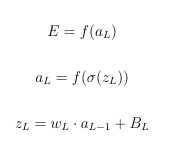 E = f(a_L)
a_L = f(σ(z_L))
z_L = w_L · a_{L−1} + B_L